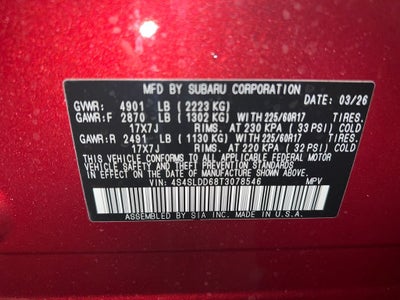 MFD BY SUBARU CORPORATION DATE: 03/26
GVWR: 4901 LB ( 2223 KG)
GAWR:F 2870 LB ( 1302 KG) WITH 225/60R17 TIRES.
17X7J RIMS. AT 230 KPA ( 33 PSI) COLD
GAWR:R 2491 LB ( 1130 KG) WITH 225/60R17 TIRES.
17X7J RIMS. AT 220 KPA ( 32 PSI) COLD
THIS VEHICLE CONFORMS TO ALL APPLICABLE FEDERAL MOTOR
VEHICLE SAFETY AND THEFT PREVENTION STANDARDS
IN EFFECT ON THE DATE OF MANUFACTURE SHOWN ABOVE.
VIN: 4S4SLDD68T3078546 MPV
ASSEMBLED BY SIA INC. MADE IN U.S.A.